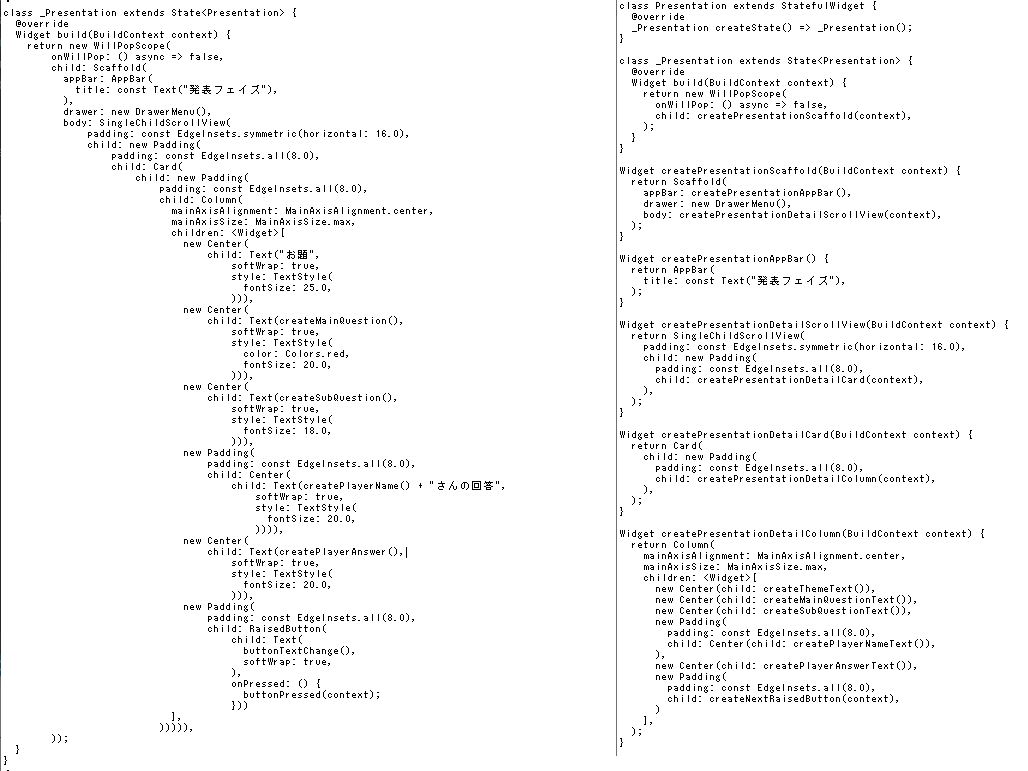 class _Presentation extends State<Presentation> {
  @override
  Widget build(BuildContext context) {
    return new WillPopScope(
        onWillPop: () async => false,
        child: Scaffold(
          appBar: AppBar(
            title: const Text("発表フェイズ"),
          ),
          drawer: new DrawerMenu(),
          body: SingleChildScrollView(
              padding: const EdgeInsets.symmetric(horizontal: 16.0),
              child: new Padding(
                  padding: const EdgeInsets.all(8.0),
                  child: Card(
                      child: new Padding(
                          padding: const EdgeInsets.all(8.0),
                          child: Column(
                            mainAxisAlignment: MainAxisAlignment.center,
                            mainAxisSize: MainAxisSize.max,
                            children: <Widget>[
                              new Center(
                                  child: Text("お題",
                                      softWrap: true,
                                      style: TextStyle(
                                        fontSize: 25.0,
                                      ))),
                              new Center(
                                  child: Text(createMainQuestion(),
                                      softWrap: true,
                                      style: TextStyle(
                                        color: Colors.red,
                                        fontSize: 20.0,
                                      ))),
                              new Center(
                                  child: Text(createSubQuestion(),
                                      softWrap: true,
                                      style: TextStyle(
                                        fontSize: 18.0,
                                      ))),
                              new Padding(
                                  padding: const EdgeInsets.all(8.0),
                                  child: Center(
                                      child: Text(createPlayerName() + "さんの回答",
                                          softWrap: true,
                                          style: TextStyle(
                                            fontSize: 20.0,
                                          )))),
                              new Center(
                                  child: Text(createPlayerAnswer(),
                                      softWrap: true,
                                      style: TextStyle(
                                        fontSize: 20.0,
                                      ))),
                              new Padding(
                                  padding: const EdgeInsets.all(8.0),
                                  child: RaisedButton(
                                      child: Text(
                                        buttonTextChange(),
                                        softWrap: true,
                                      ),
                                      onPressed: () {
                                        buttonPressed(context);
                                      }))
                            ],
                          ))))),
        ));
  }
}
class Presentation extends StatefulWidget {
  @override
  _Presentation createState() => _Presentation();
}
class _Presentation extends State<Presentation> {
  @override
  Widget build(BuildContext context) {
    return new WillPopScope(
      onWillPop: () async => false,
      child: createPresentationScaffold(context),
    );
  }
}
Widget createPresentationScaffold(BuildContext context) {
  return Scaffold(
    appBar: createPresentationAppBar(),
    drawer: new DrawerMenu(),
    body: createPresentationDetailScrollView(context),
  );
}
Widget createPresentationAppBar() {
  return AppBar(
    title: const Text("発表フェイズ"),
  );
}
Widget createPresentationDetailScrollView(BuildContext context) {
  return SingleChildScrollView(
    padding: const EdgeInsets.symmetric(horizontal: 16.0),
    child: new Padding(
      padding: const EdgeInsets.all(8.0),
      child: createPresentationDetailCard(context),
    ),
  );
}
Widget createPresentationDetailCard(BuildContext context) {
  return Card(
    child: new Padding(
      padding: const EdgeInsets.all(8.0),
      child: createPresentationDetailColumn(context),
    ),
  );
}
Widget createPresentationDetailColumn(BuildContext context) {
  return Column(
    mainAxisAlignment: MainAxisAlignment.center,
    mainAxisSize: MainAxisSize.max,
    children: <Widget>[
      new Center(child: createThemeText()),
      new Center(child: createMainQuestionText()),
      new Center(child: createSubQuestionText()),
      new Padding(
        padding: const EdgeInsets.all(8.0),
        child: Center(child: createPlayerNameText()),
      ),
      new Center(child: createPlayerAnswerText()),
      new Padding(
        padding: const EdgeInsets.all(8.0),
        child: createNextRaisedButton(context),
      )
    ],
  );
}